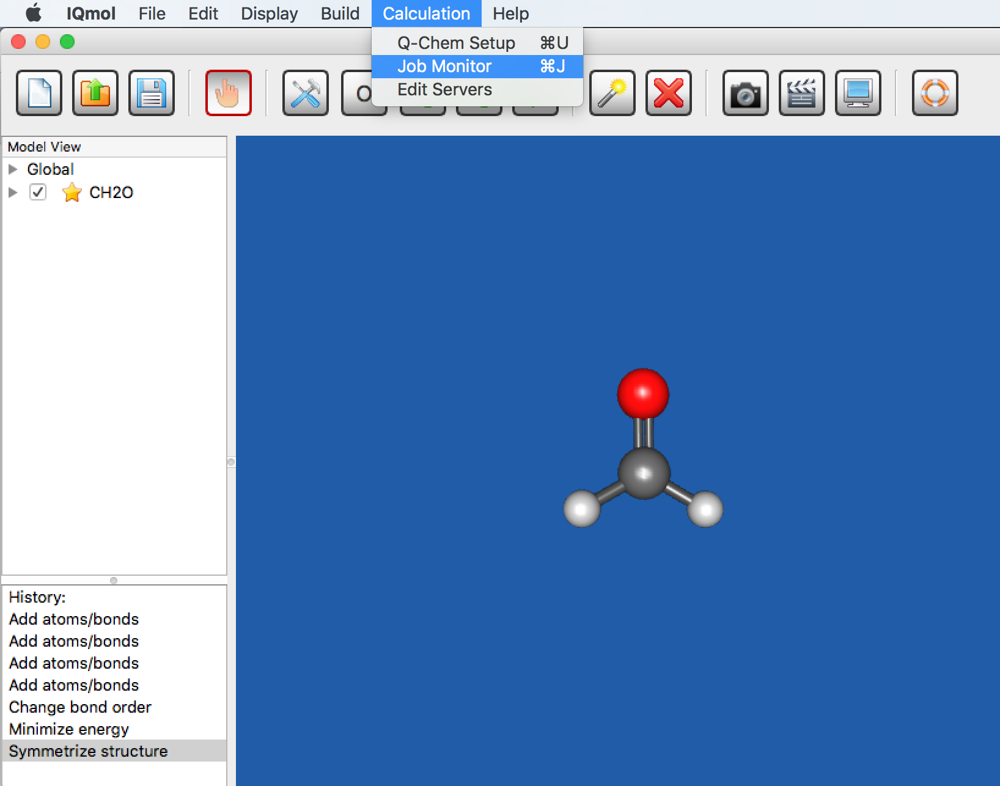 IQmol File Edit Display Build Calculation Help
Q-Chem Setup ⌘U
Job Monitor ⌘J
Edit Servers
O
Model View
Global
CH2O
History:
Add atoms/bonds
Add atoms/bonds
Add atoms/bonds
Add atoms/bonds
Change bond order
Minimize energy
Symmetrize structure